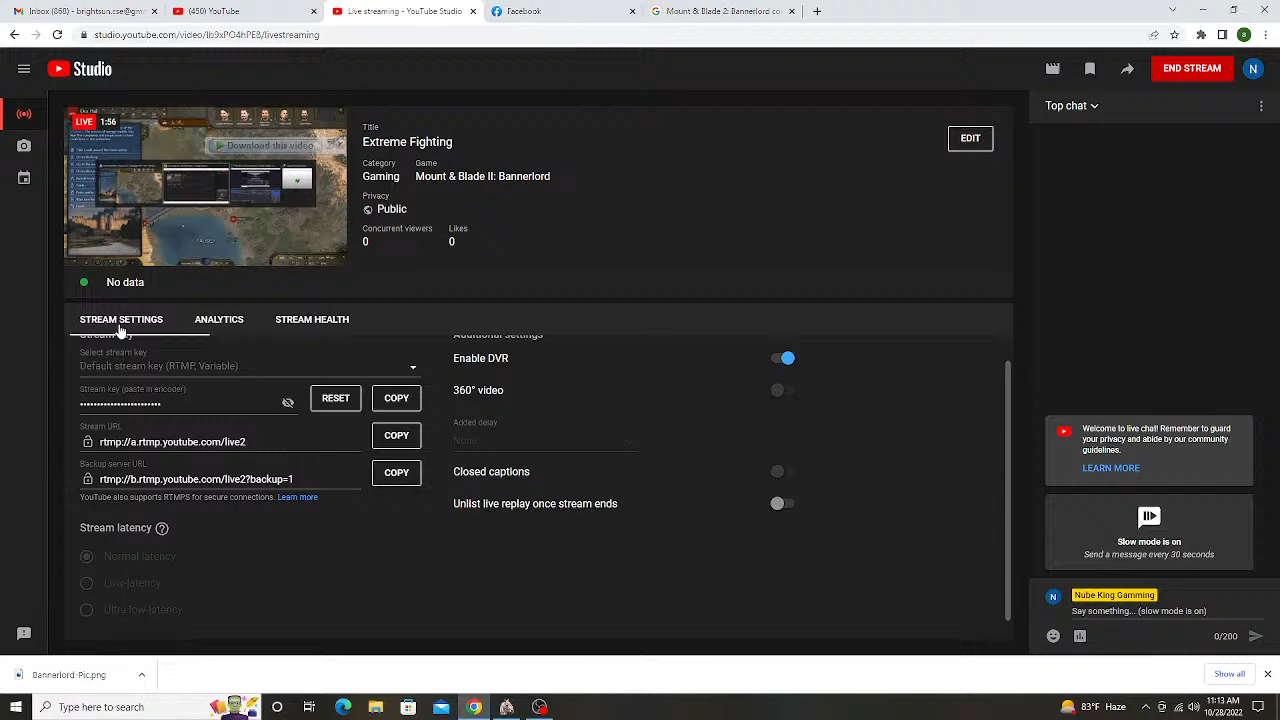 Inbox (868) - brightsun.cse@gm
(450) YouTube
Live streaming - YouTube Studio
Facebook
Mount & Blade II: Bannerlord
studio.youtube.com/video/Ib9xPO4hPE8/livestreaming
Studio
END STREAM
N
LIVE 1:56
Download this video
PAUSED
Title
Extreme Fighting
EDIT
Category Game
Gaming Mount & Blade II: Bannerlord
Privacy
Public
Concurrent viewers Likes
0 0
No data
STREAM SETTINGS ANALYTICS STREAM HEALTH
Stream key
Select stream key
Default stream key (RTMP, Variable)
Stream key (paste in encoder)
RESET COPY
Stream URL
rtmp://a.rtmp.youtube.com/live2
COPY
Backup server URL
rtmp://b.rtmp.youtube.com/live2?backup=1
COPY
YouTube also supports RTMPS for secure connections. Learn more
Stream latency
Normal latency
Low-latency
Ultra low-latency
Additional settings
Enable DVR
360° video
Added delay
None
Closed captions
Unlist live replay once stream ends
Top chat
Welcome to live chat! Remember to guard
your privacy and abide by our community
guidelines.
LEARN MORE
Slow mode is on
Send a message every 30 seconds
N
Nube King Gamming
Say something... (slow mode is on)
0/200
Bannerlord-Pic.png
Show all
Type here to search
83°F Haze
11:13 AM
10/28/2022